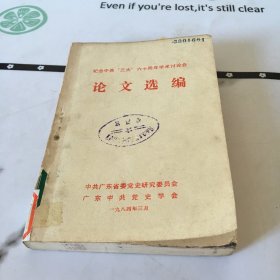 Even if you're lost,it's still clear
纪念中共“三大”六十周年学术讨论会
论文选编
中共广东省委党史研究委员会
广东中共党史学会
一九八四年三月